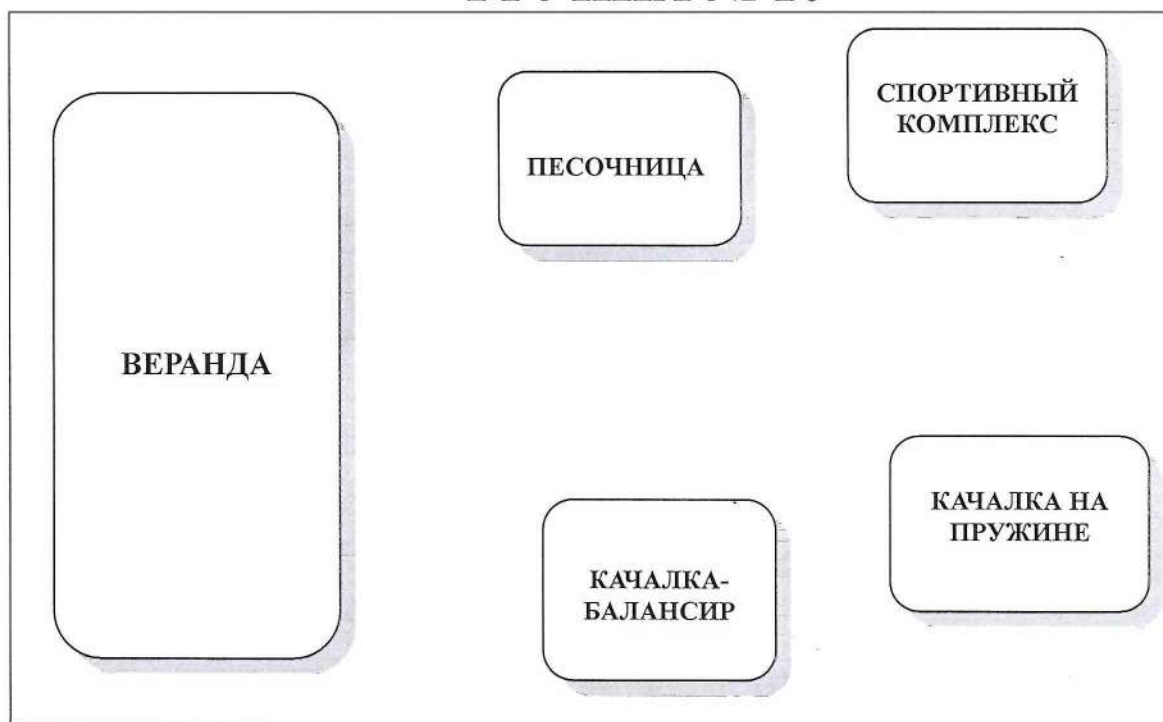 СПОРТИВНЫЙ
КОМПЛЕКС
ПЕСОЧНИЦА
ВЕРАНДА
КАЧАЛКА НА
ПРУЖИНЕ
КАЧАЛКА-
БАЛАНСИР